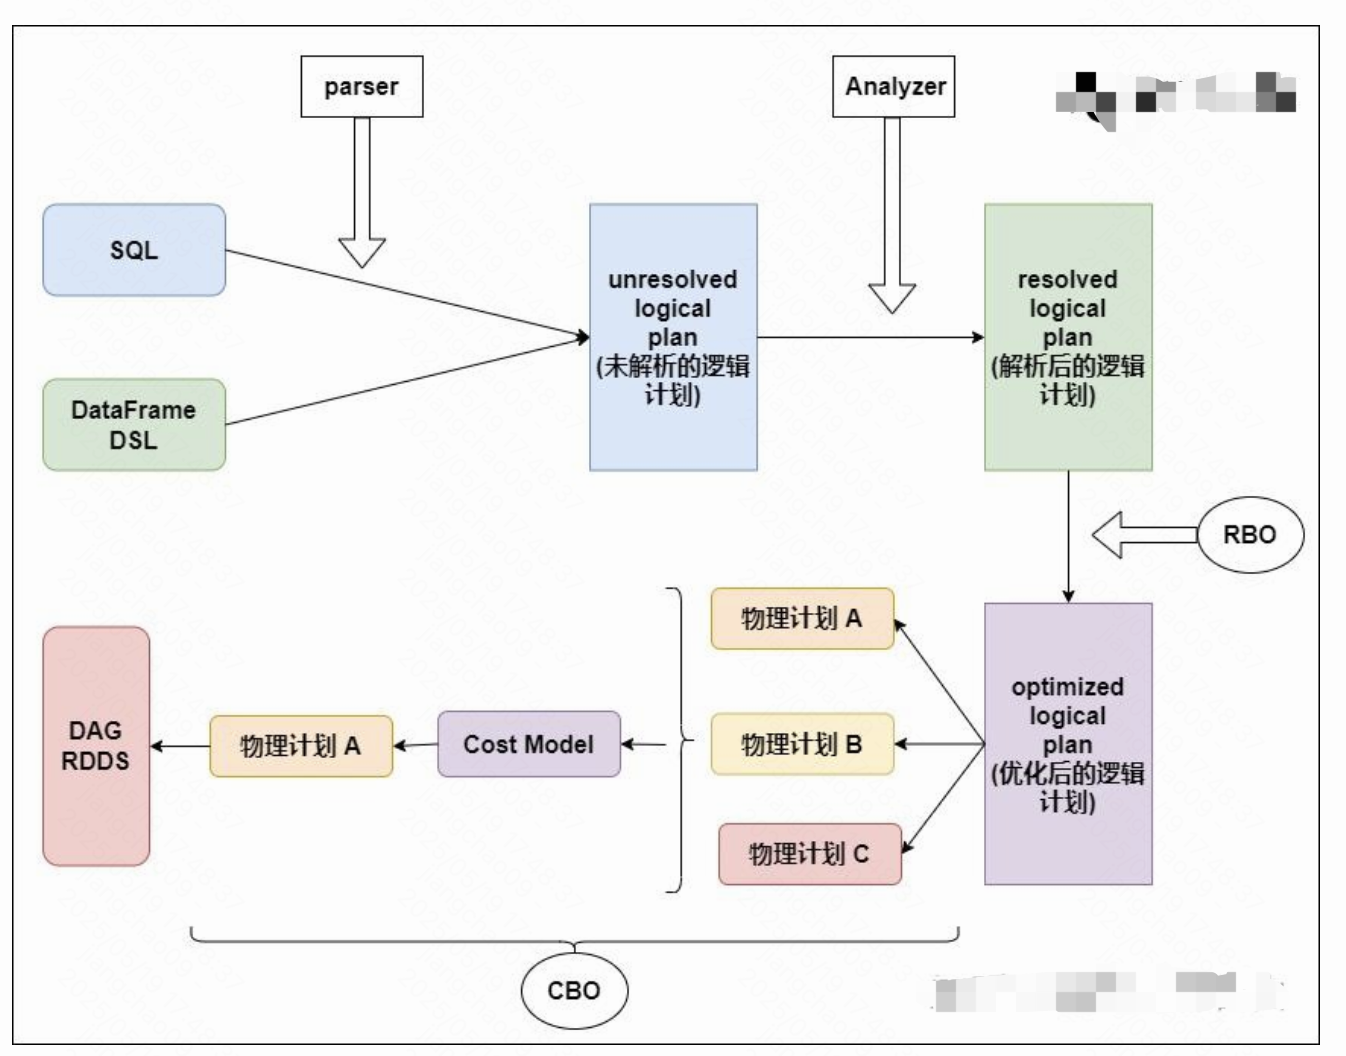 parser
Analyzer
SQL
DataFrame
DSL
unresolved
logical
plan
(未解析的逻辑
计划)
resolved
logical
plan
(解析后的逻辑
计划)
RBO
物理计划 A
物理计划 B
物理计划 C
optimized
logical
plan
(优化后的逻辑
计划)
Cost Model
物理计划 A
DAG
RDDS
CBO